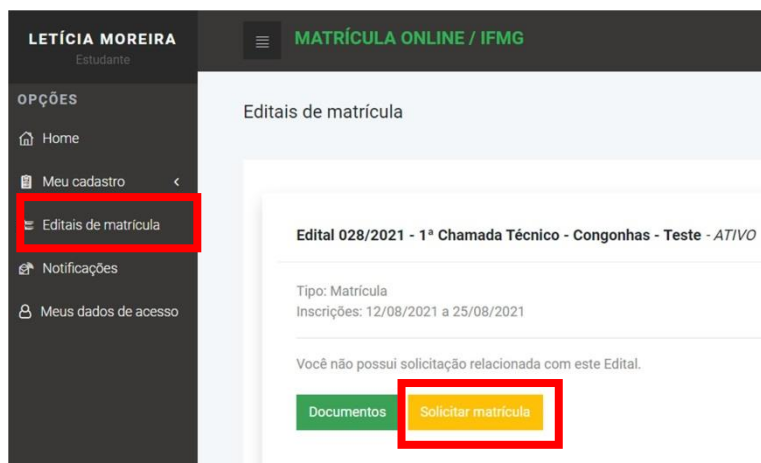 LETÍCIA MOREIRA
Estudante
OPÇÕES
Home
Meu cadastro
Editais de matrícula
Notificações
Meus dados de acesso
MATRÍCULA ONLINE / IFMG
Editais de matrícula
Edital 028/2021 - 1ª Chamada Técnico - Congonhas - Teste - ATIVO
Tipo: Matrícula
Inscrições: 12/08/2021 a 25/08/2021
Você não possui solicitação relacionada com este Edital.
Documentos Solicitar matrícula